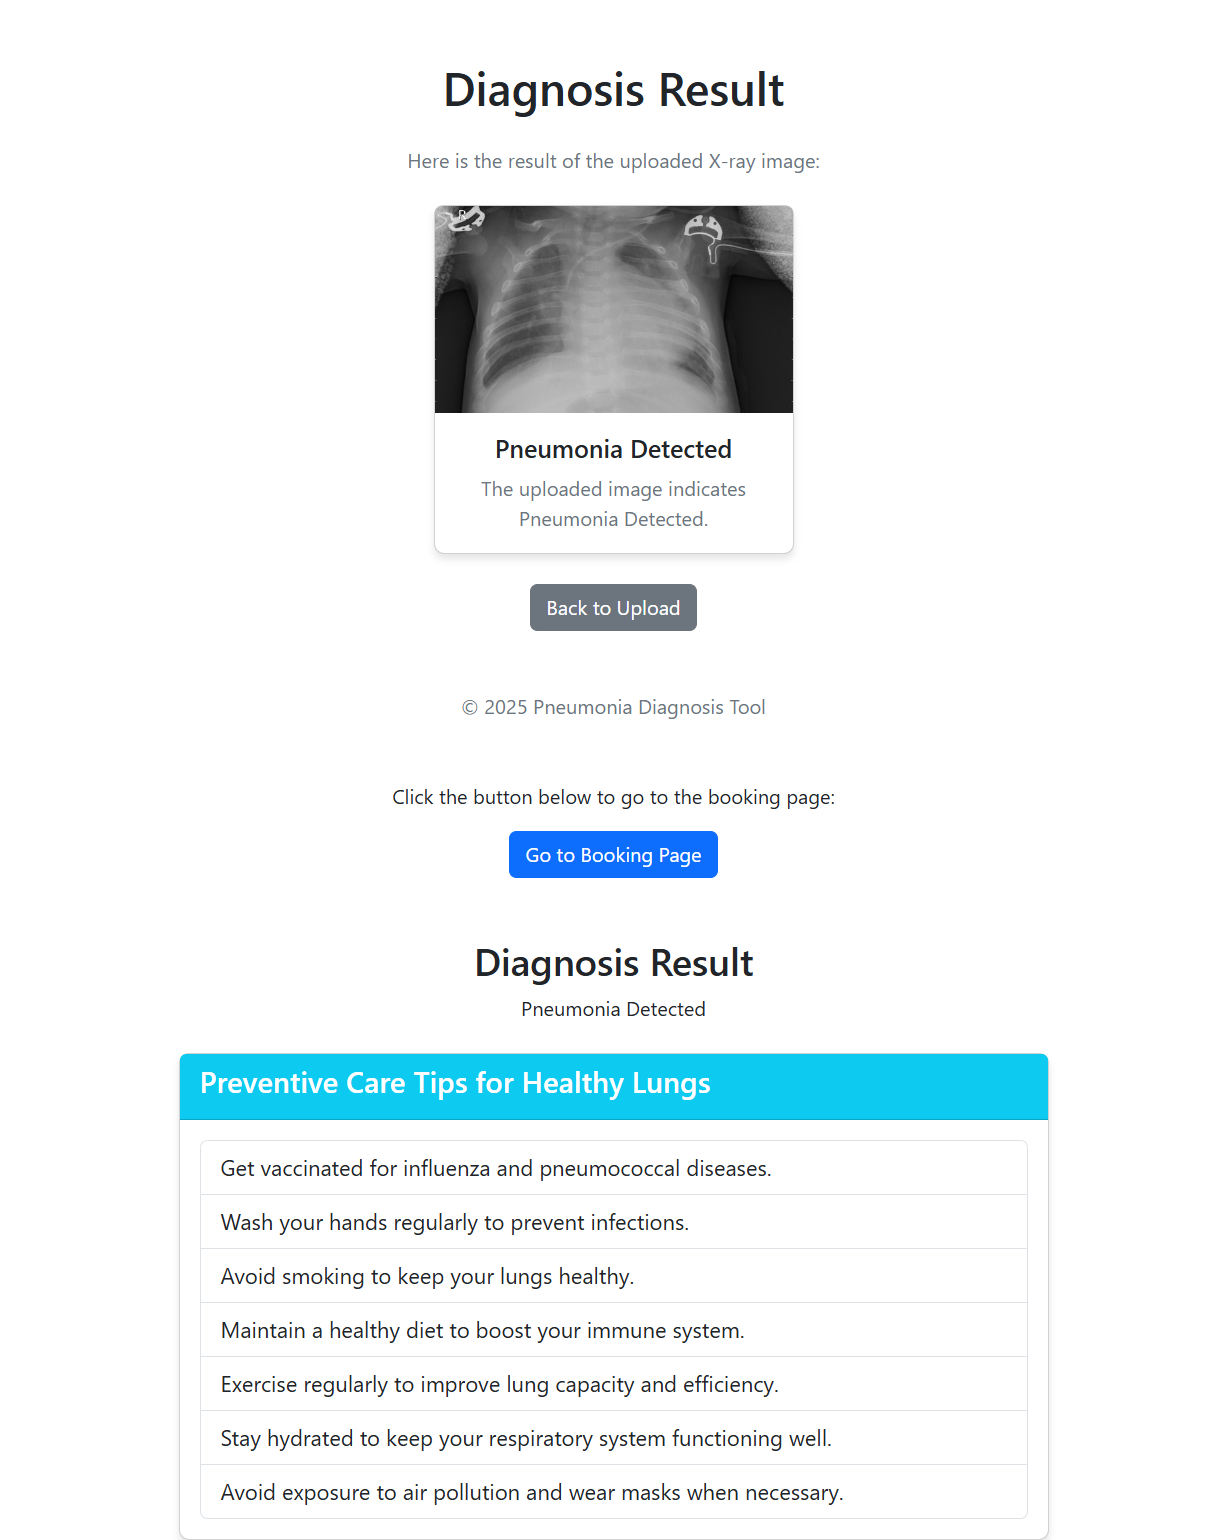 Diagnosis Result
Here is the result of the uploaded X-ray image:
R
Pneumonia Detected
The uploaded image indicates
Pneumonia Detected.
Back to Upload
© 2025 Pneumonia Diagnosis Tool
Click the button below to go to the booking page:
Go to Booking Page
Diagnosis Result
Pneumonia Detected
Preventive Care Tips for Healthy Lungs
Get vaccinated for influenza and pneumococcal diseases.
Wash your hands regularly to prevent infections.
Avoid smoking to keep your lungs healthy.
Maintain a healthy diet to boost your immune system.
Exercise regularly to improve lung capacity and efficiency.
Stay hydrated to keep your respiratory system functioning well.
Avoid exposure to air pollution and wear masks when necessary.